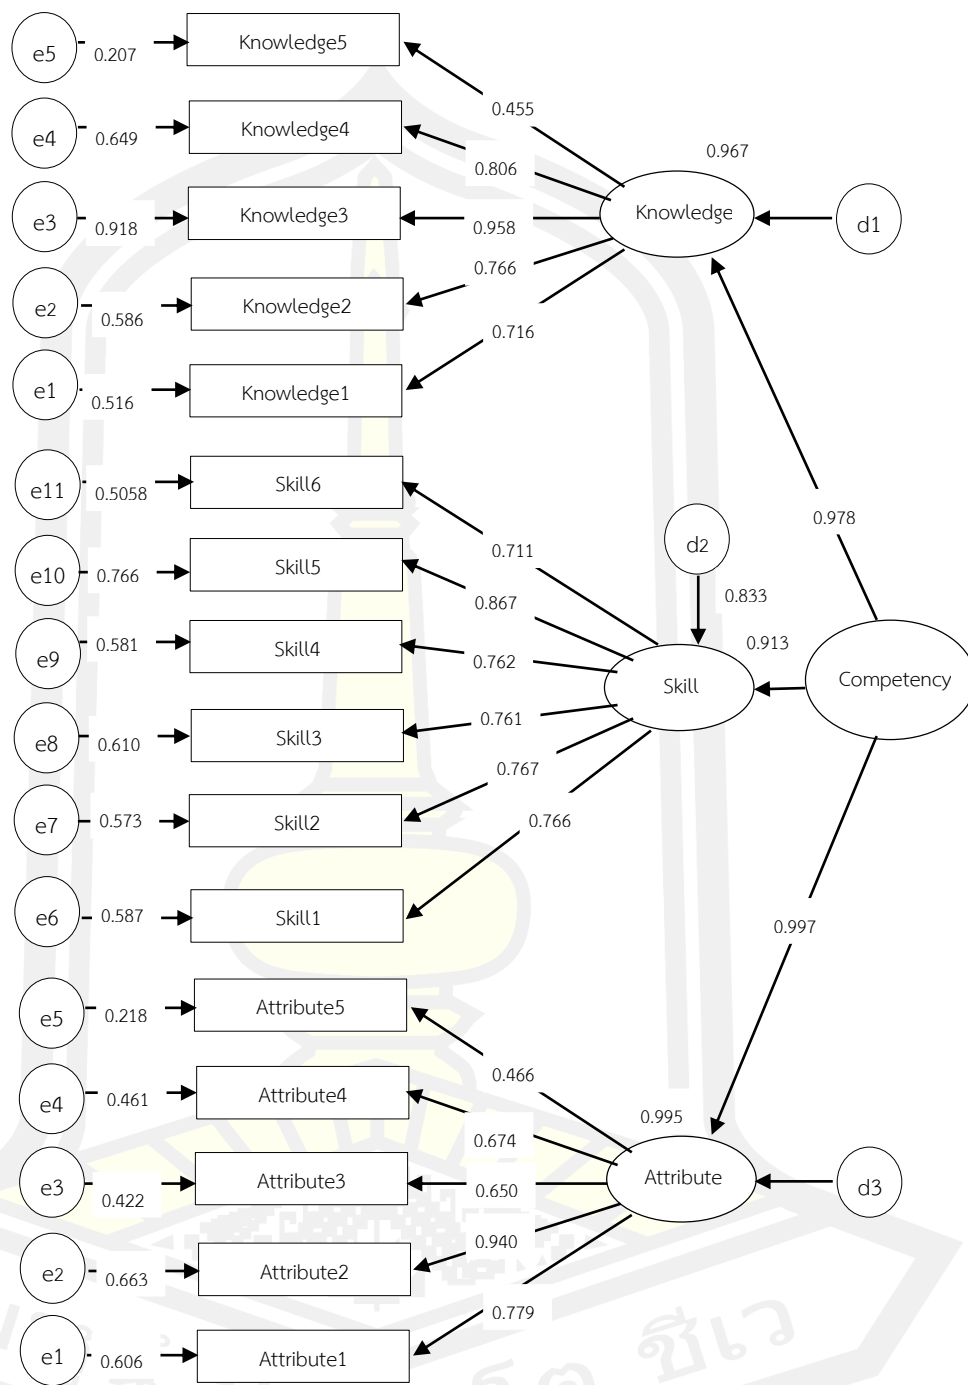 e5 0.207 Knowledge5
0.455
e4 0.649 Knowledge4
0.806
0.967
e3 0.918 Knowledge3
0.958
Knowledge
d1
e2 0.586 Knowledge2
0.766
e1 0.516 Knowledge1
0.716
e11 0.5058 Skill6
0.711
0.978
d2
e10 0.766 Skill5
0.867
0.833
e9 0.581 Skill4
0.762
0.913
Skill
Competency
e8 0.610 Skill3
0.761
e7 0.573 Skill2
0.767
e6 0.587 Skill1
0.766
0.997
e5 0.218 Attribute5
0.466
e4 0.461 Attribute4
0.674
0.995
e3 0.422 Attribute3
0.650
Attribute
d3
e2 0.663 Attribute2
0.940
e1 0.606 Attribute1
0.779
ชีเว